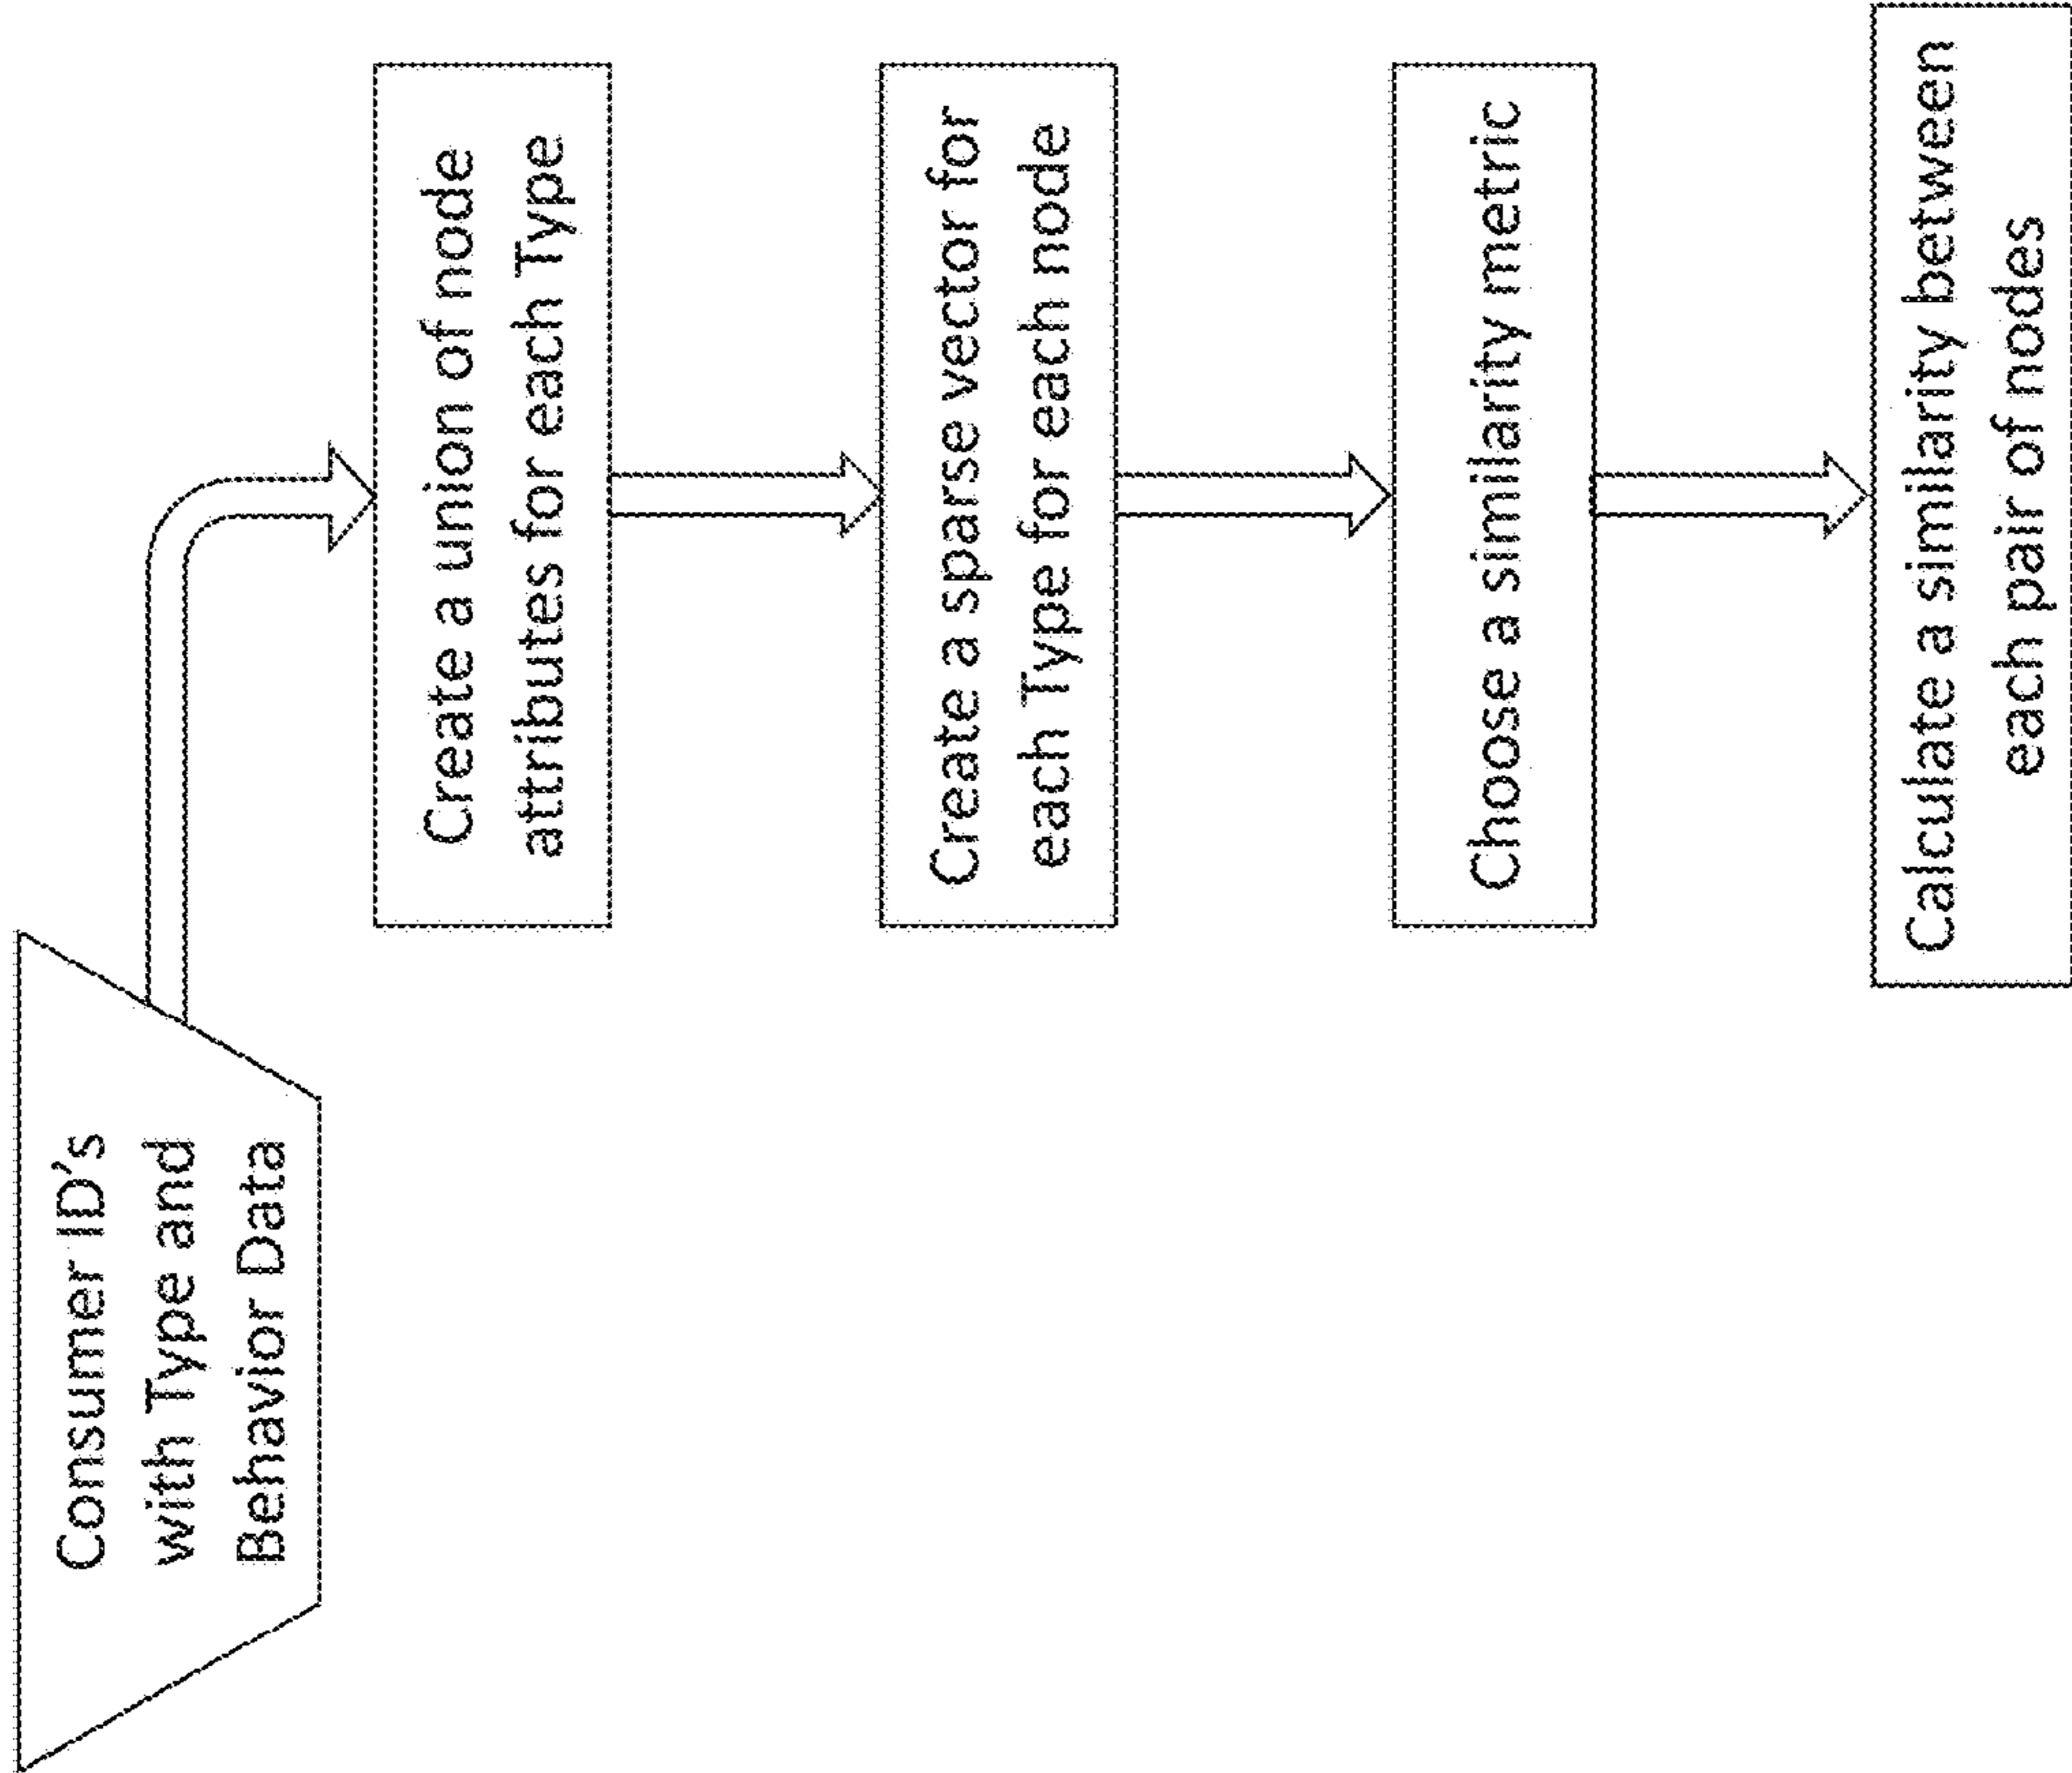 Consumer ID's
with Type and
Behavior Data
Create a union of node
attributes for each Type
Create a sparse vector for
each Type for each node
Choose a similarity metric
Calculate a similarity between
each pair of nodes